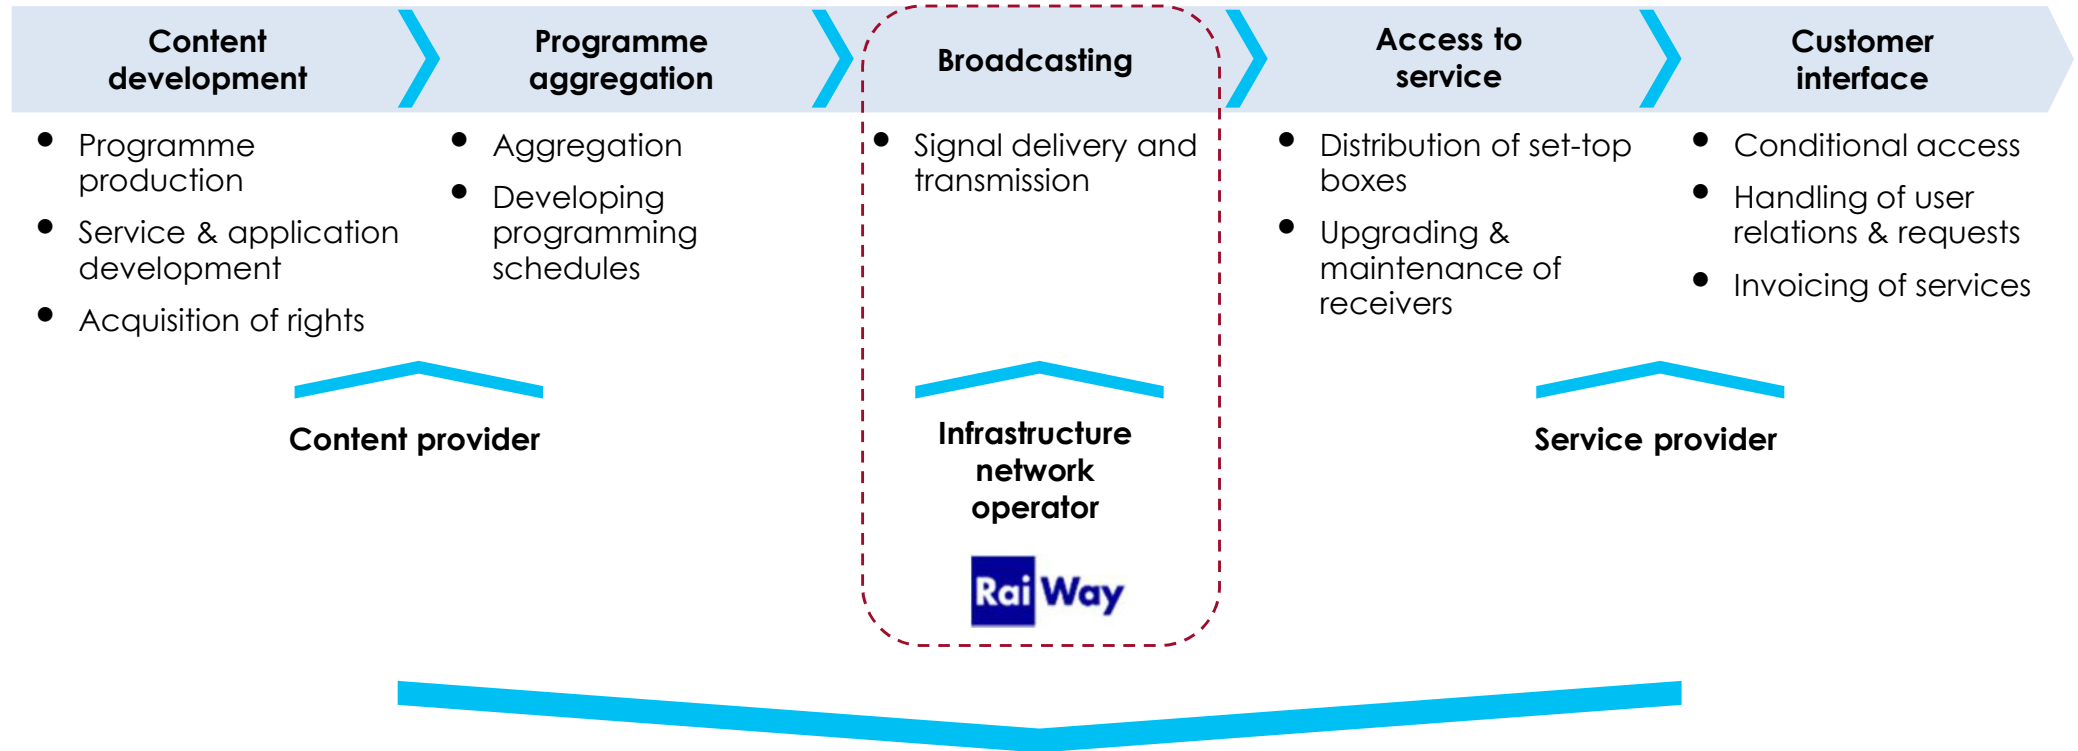 Content
development
Programme
aggregation
Broadcasting
Access to
service
Customer
interface
• Programme
production
• Service & application
development
• Acquisition of rights
• Aggregation
• Developing
programming
schedules
• Signal delivery and
transmission
• Distribution of set-top
boxes
• Upgrading &
maintenance of
receivers
• Conditional access
• Handling of user
relations & requests
• Invoicing of services
Content provider
Infrastructure
network
operator
Service provider
Rai Way